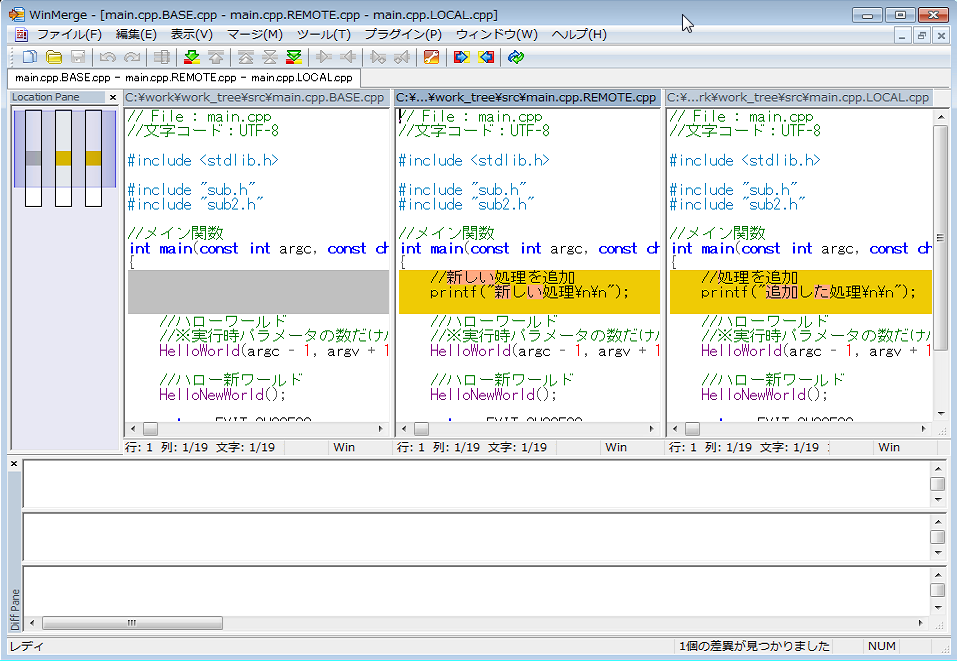 WinMerge - [main.cpp.BASE.cpp - main.cpp.REMOTE.cpp - main.cpp.LOCAL.cpp]
ファイル(F) 編集(E) 表示(V) マージ(M) ツール(T) プラグイン(P) ウィンドウ(W) ヘルプ(H)
main.cpp.BASE.cpp - main.cpp.REMOTE.cpp - main.cpp.LOCAL.cpp
Location Pane
C:¥work¥work_tree¥src¥main.cpp.BASE.cpp
// File : main.cpp
//文字コード:UTF-8
#include <stdlib.h>
#include "sub.h"
#include "sub2.h"
//メイン関数
int main(const int argc, const ch
{
//ハローワールド
//※実行時パラメータの数だけ
HelloWorld(argc - 1, argv +
//ハロー新ワールド
HelloNewWorld();
行: 1 列: 1/19 文字: 1/19 Win
C:¥...¥work_tree¥src¥main.cpp.REMOTE.cpp
// File : main.cpp
//文字コード:UTF-8
#include <stdlib.h>
#include "sub.h"
#include "sub2.h"
//メイン関数
int main(const int argc, const ch
{
//新しい処理を追加
printf("新しい処理¥n¥n");
//ハローワールド
//※実行時パラメータの数だけ
HelloWorld(argc - 1, argv + 1
//ハロー新ワールド
HelloNewWorld();
行: 1 列: 1/19 文字: 1/19 Win
C:¥...rk¥work_tree¥src¥main.cpp.LOCAL.cpp
// File : main.cpp
//文字コード:UTF-8
#include <stdlib.h>
#include "sub.h"
#include "sub2.h"
//メイン関数
int main(const int argc, const ch
{
//処理を追加
printf("追加した処理¥n¥n");
//ハローワールド
//※実行時パラメータの数だけ
HelloWorld(argc - 1, argv + 1
//ハロー新ワールド
HelloNewWorld();
行: 1 列: 1/19 文字: 1/19 Win
Diff Pane
レディ 1個の差異が見つかりました NUM